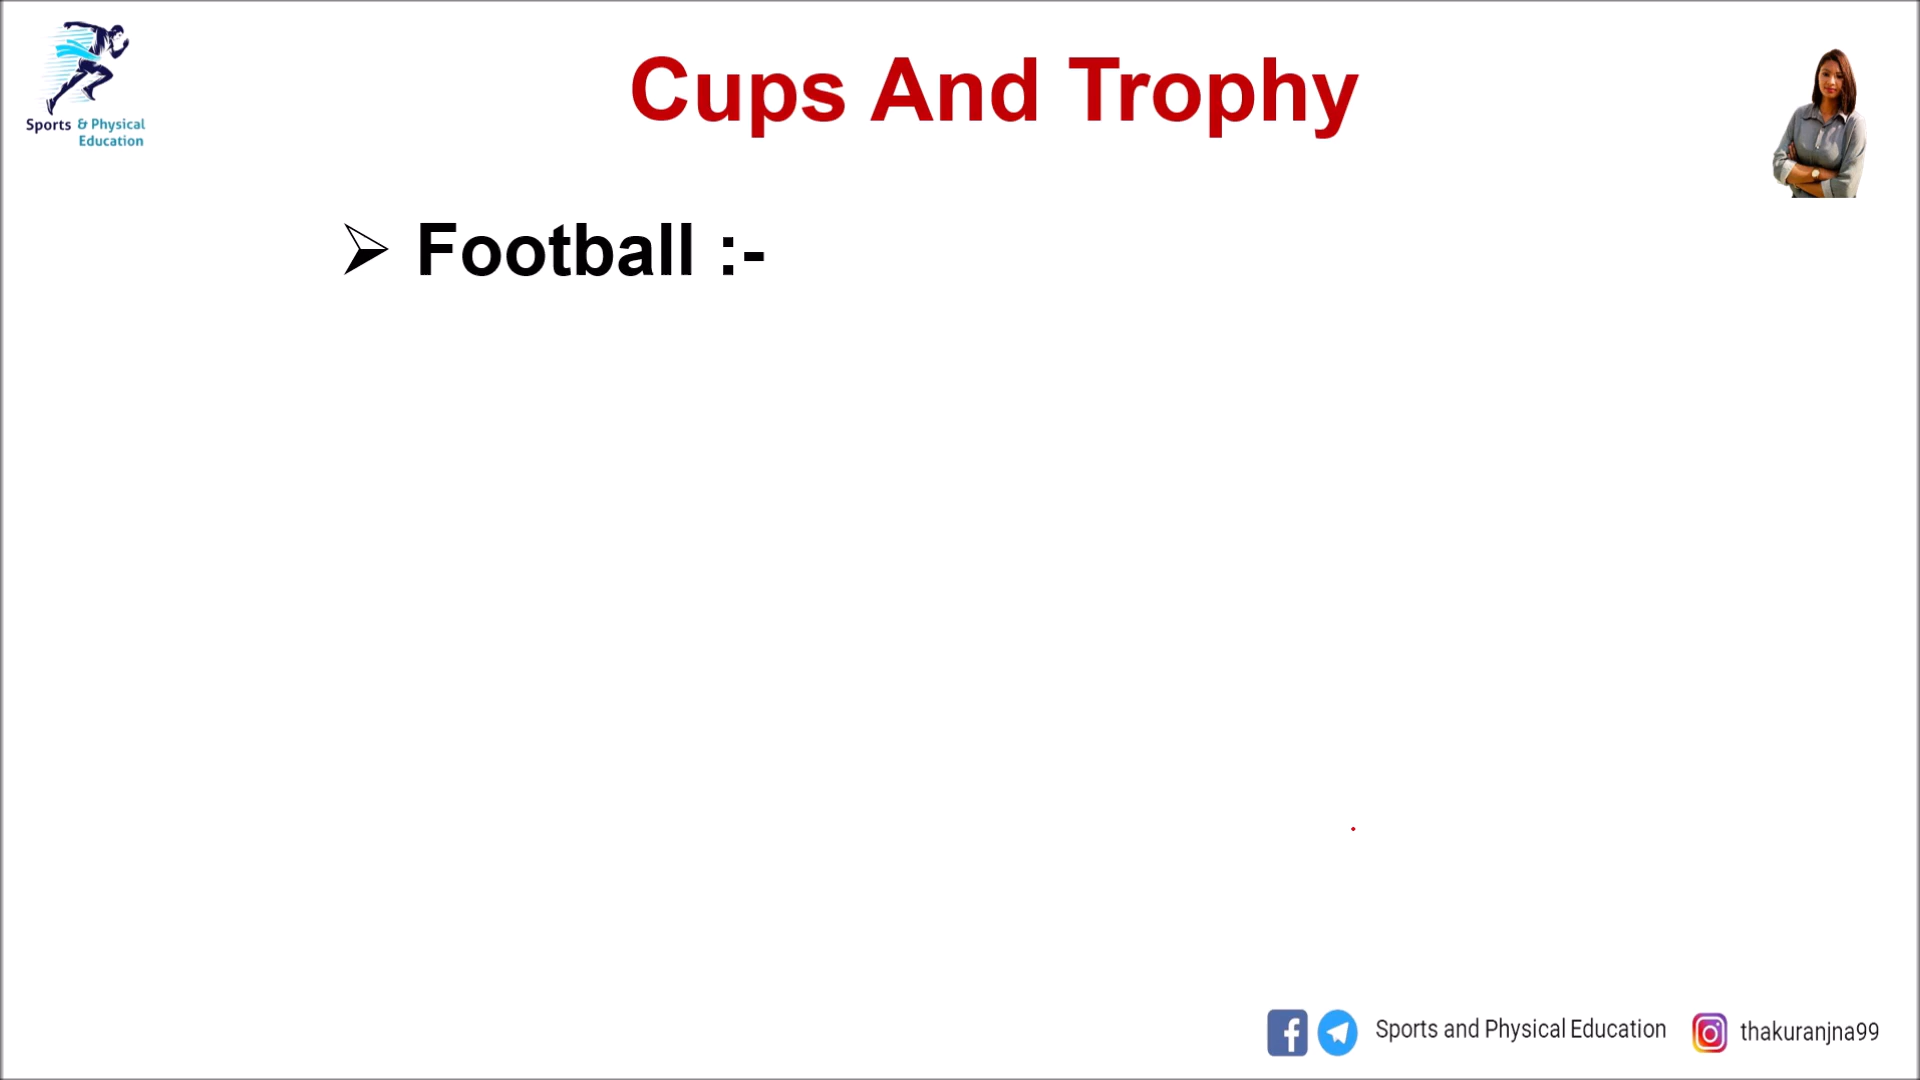 Cups And Trophy
Sports & Physical
Education
➢ Football :-
Sports and Physical Education
thakuranjna99